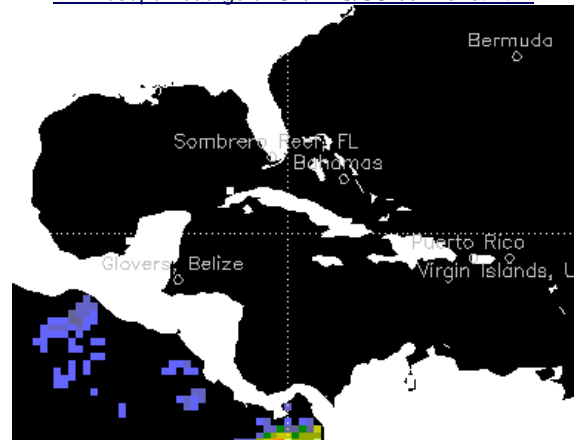 Bermuda
Sombrero Reef, FL
Bahamas
Puerto Rico
Glovers, Belize
Virgin Islands, U